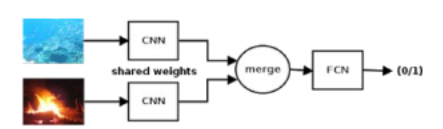 CNN
shared weights
merge
FCN
(0/1)
CNN